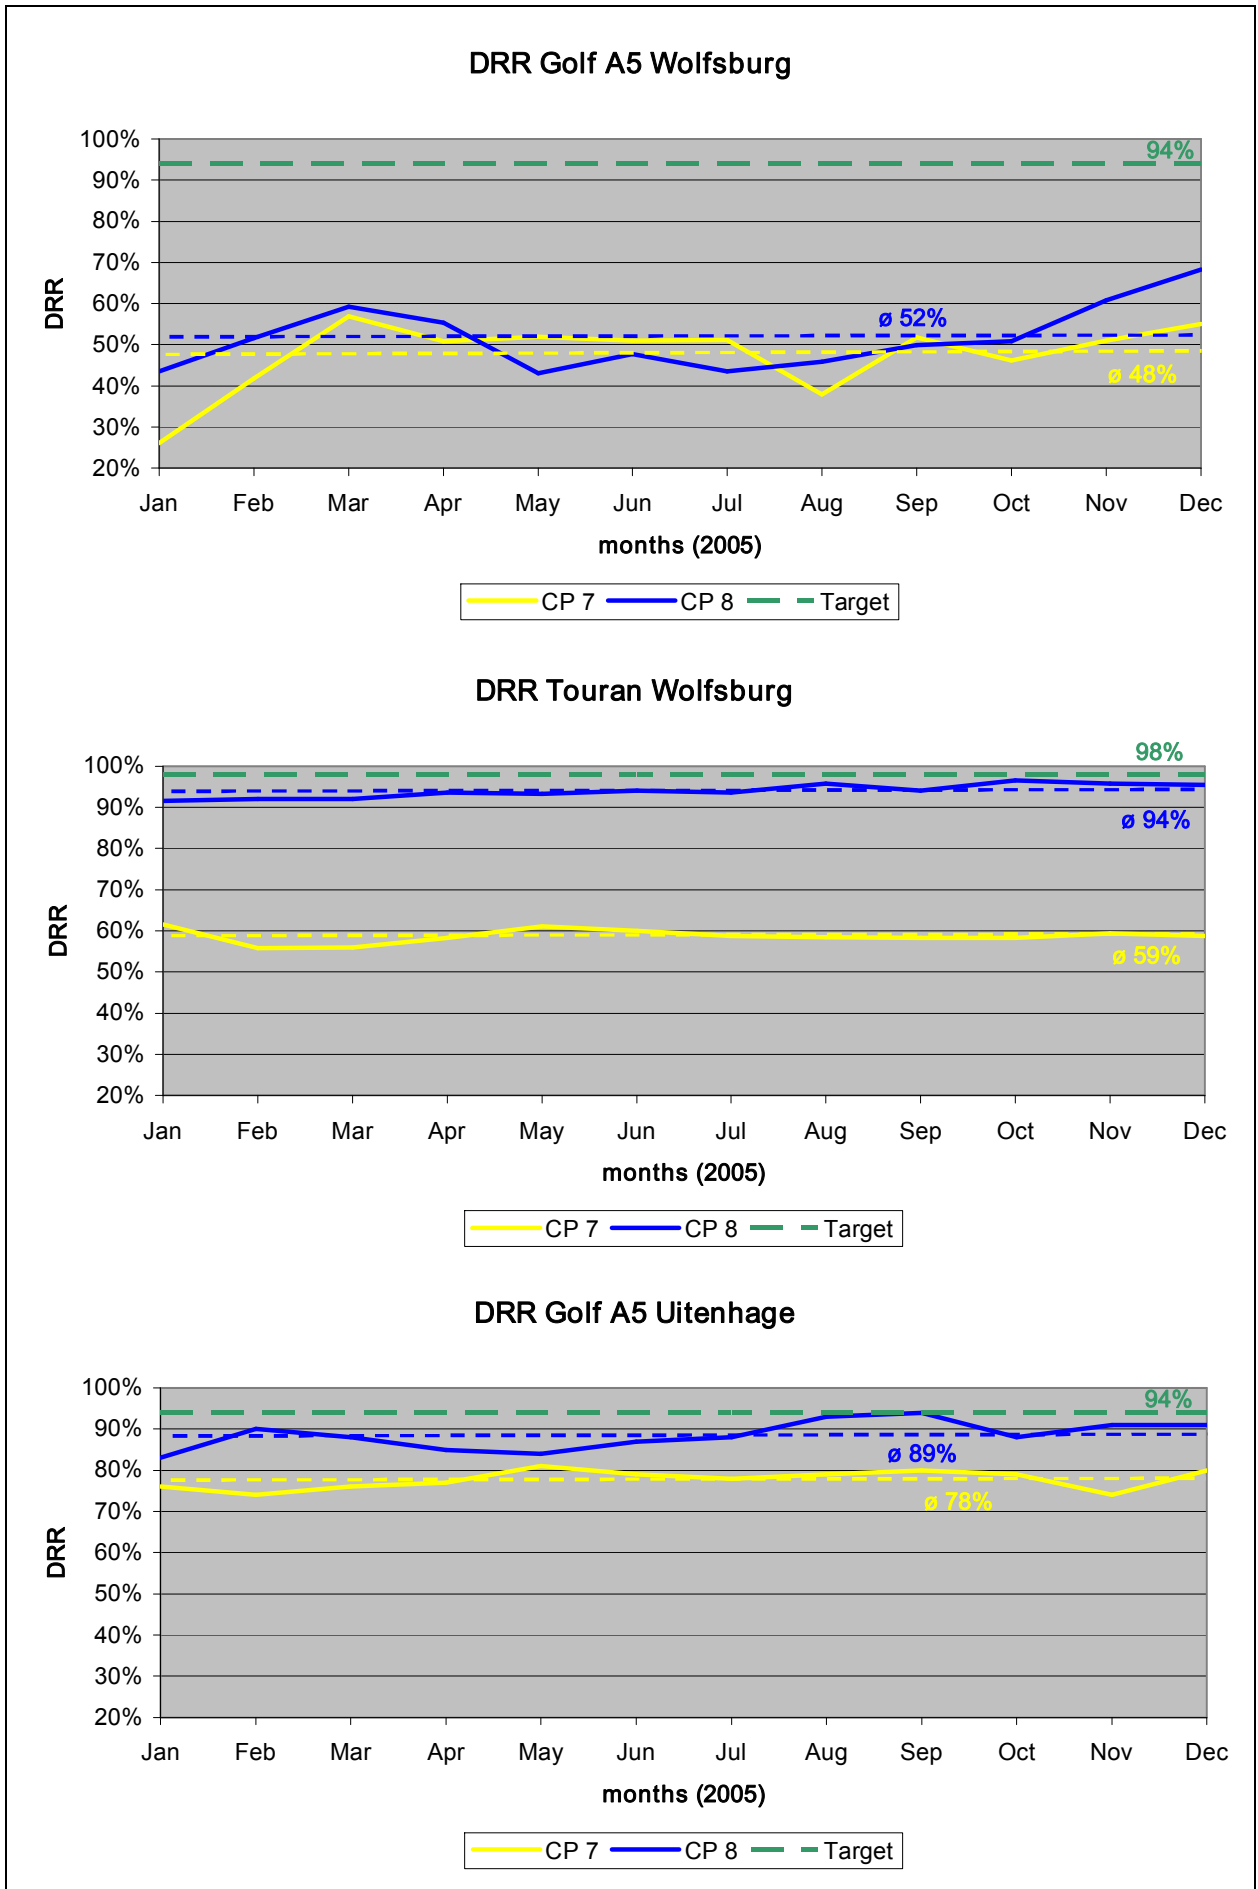 DRR Golf A5 Wolfsburg
100%
94%
90%
80%
70%
60%
ø 52%
50%
40%
ø 48%
30%
20%
DRR
Jan Feb Mar Apr May Jun Jul Aug Sep Oct Nov Dec
months (2005)
CP 7 CP 8 Target
DRR Touran Wolfsburg
98%
100%
90%
ø 94%
80%
70%
60%
ø 59%
50%
40%
30%
20%
DRR
Jan Feb Mar Apr May Jun Jul Aug Sep Oct Nov Dec
months (2005)
CP 7 CP 8 Target
DRR Golf A5 Uitenhage
100%
94%
90%
ø 89%
80%
ø 78%
70%
60%
50%
40%
30%
20%
DRR
Jan Feb Mar Apr May Jun Jul Aug Sep Oct Nov Dec
months (2005)
CP 7 CP 8 Target